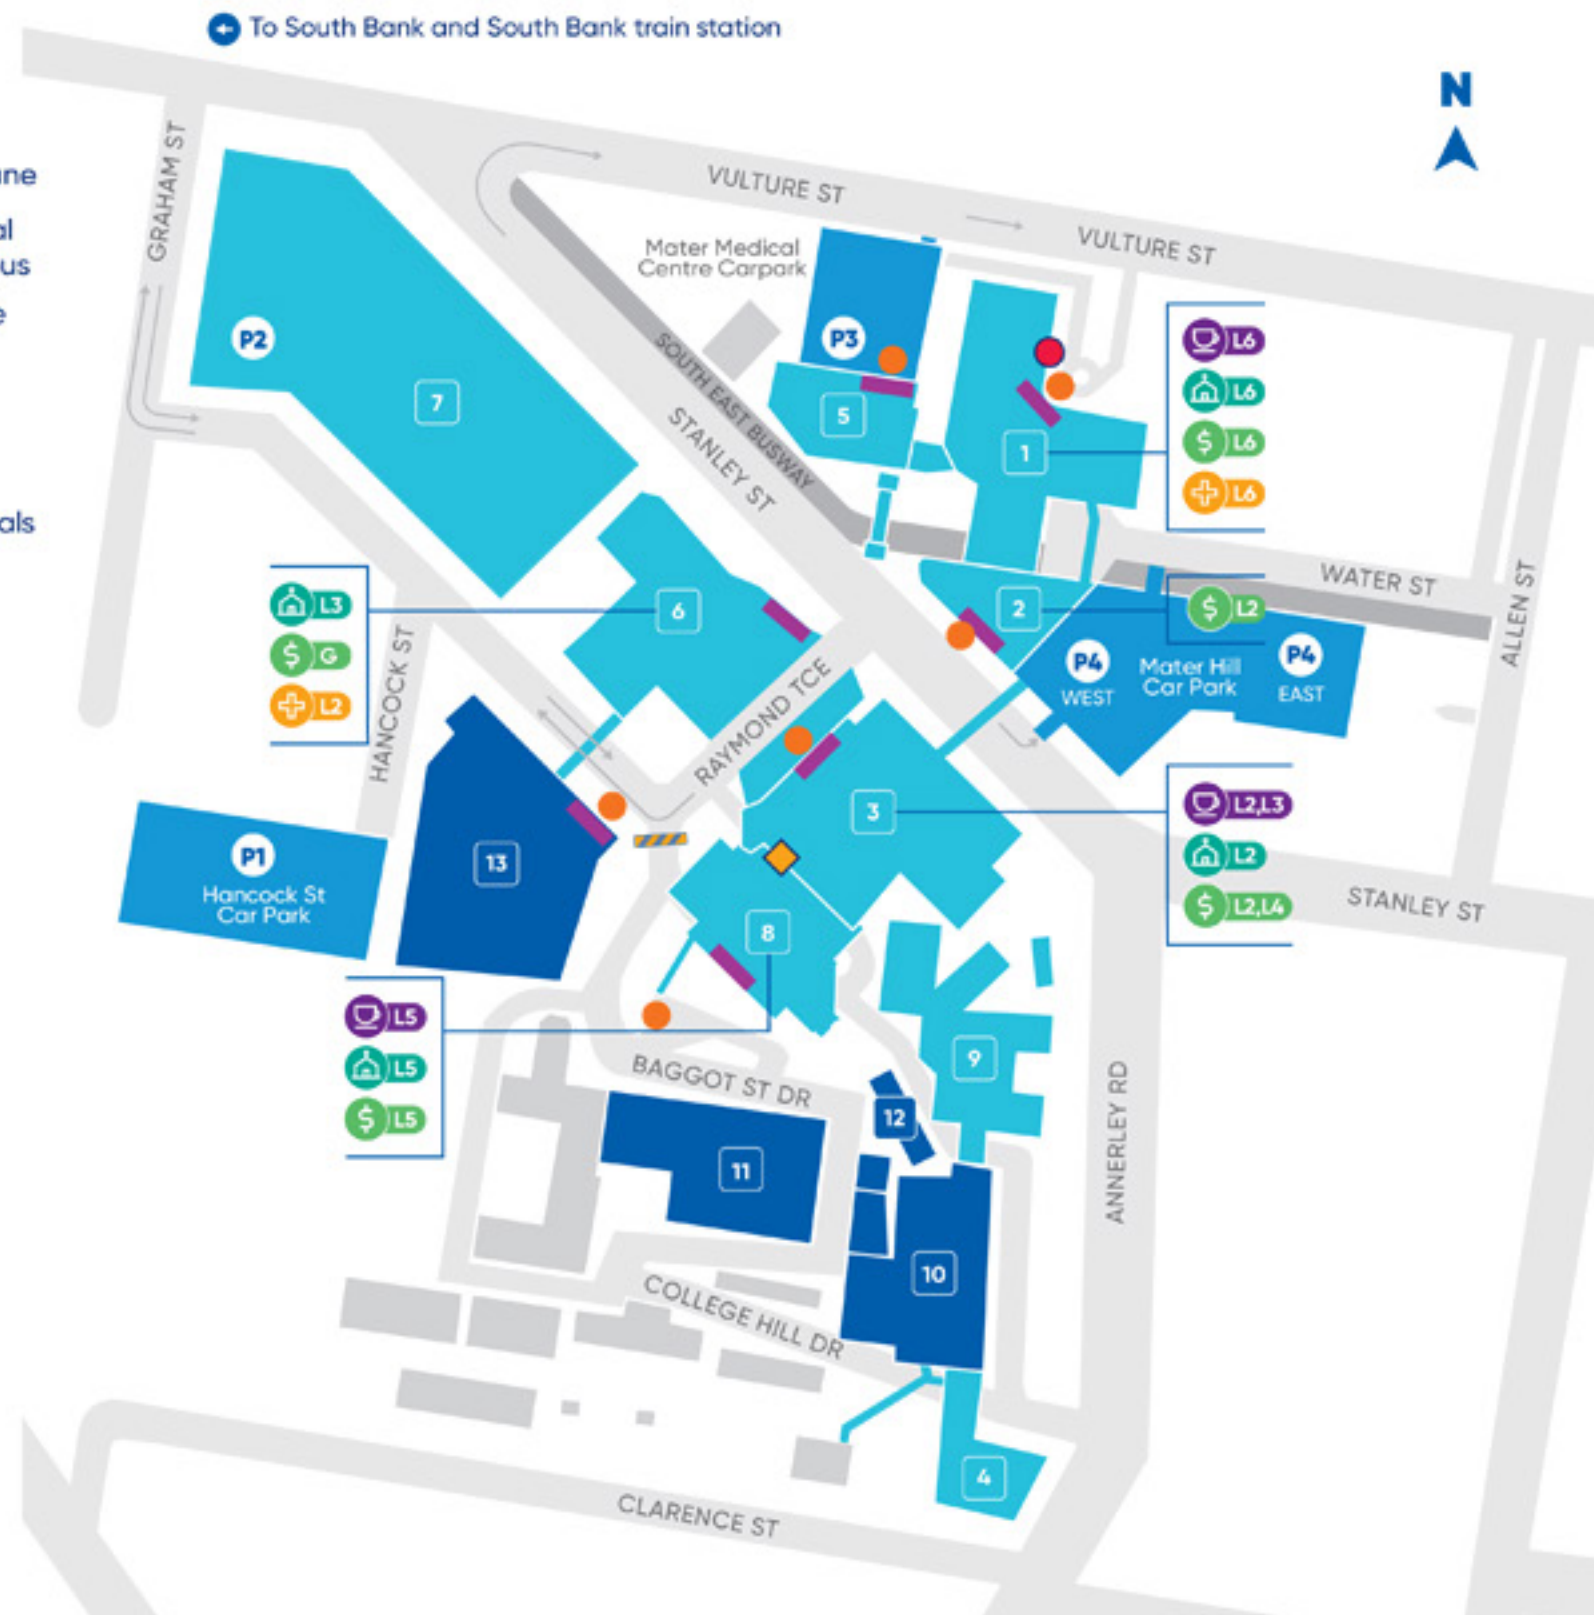 To South Bank and South Bank train station
N
GRAHAM ST
VULTURE ST
VULTURE ST
Mater Medical
Centre Carpark
P2
7
P3
5
1
L6
L6
$ L6
L6
SOUTH EAST BUSWAY
STANLEY ST
WATER ST
ALLEN ST
2
$ L2
P4
WEST
Mater Hill
Car Park
P4
EAST
L3
$ G
L2
6
HANCOCK ST
RAYMOND TCE
3
L2,L3
L2
$ L2,L4
STANLEY ST
P1
Hancock St
Car Park
13
8
L5
L5
$ L5
9
BAGGOT ST DR
12
11
10
ANNERLEY RD
COLLEGE HILL DR
4
CLARENCE ST